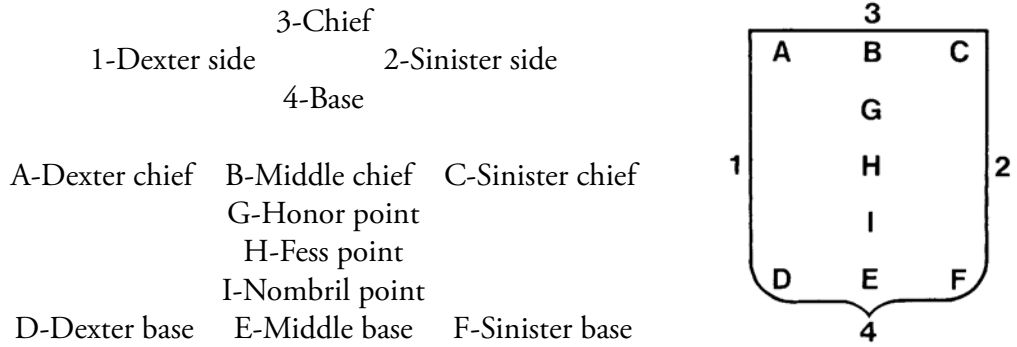 3-Chief
1-Dexter side 2-Sinister side
4-Base
A-Dexter chief B-Middle chief C-Sinister chief
G-Honor point
H-Fess point
I-Nombril point
D-Dexter base E-Middle base F-Sinister base
3
A B C
G
1 H 2
I
D E F
4